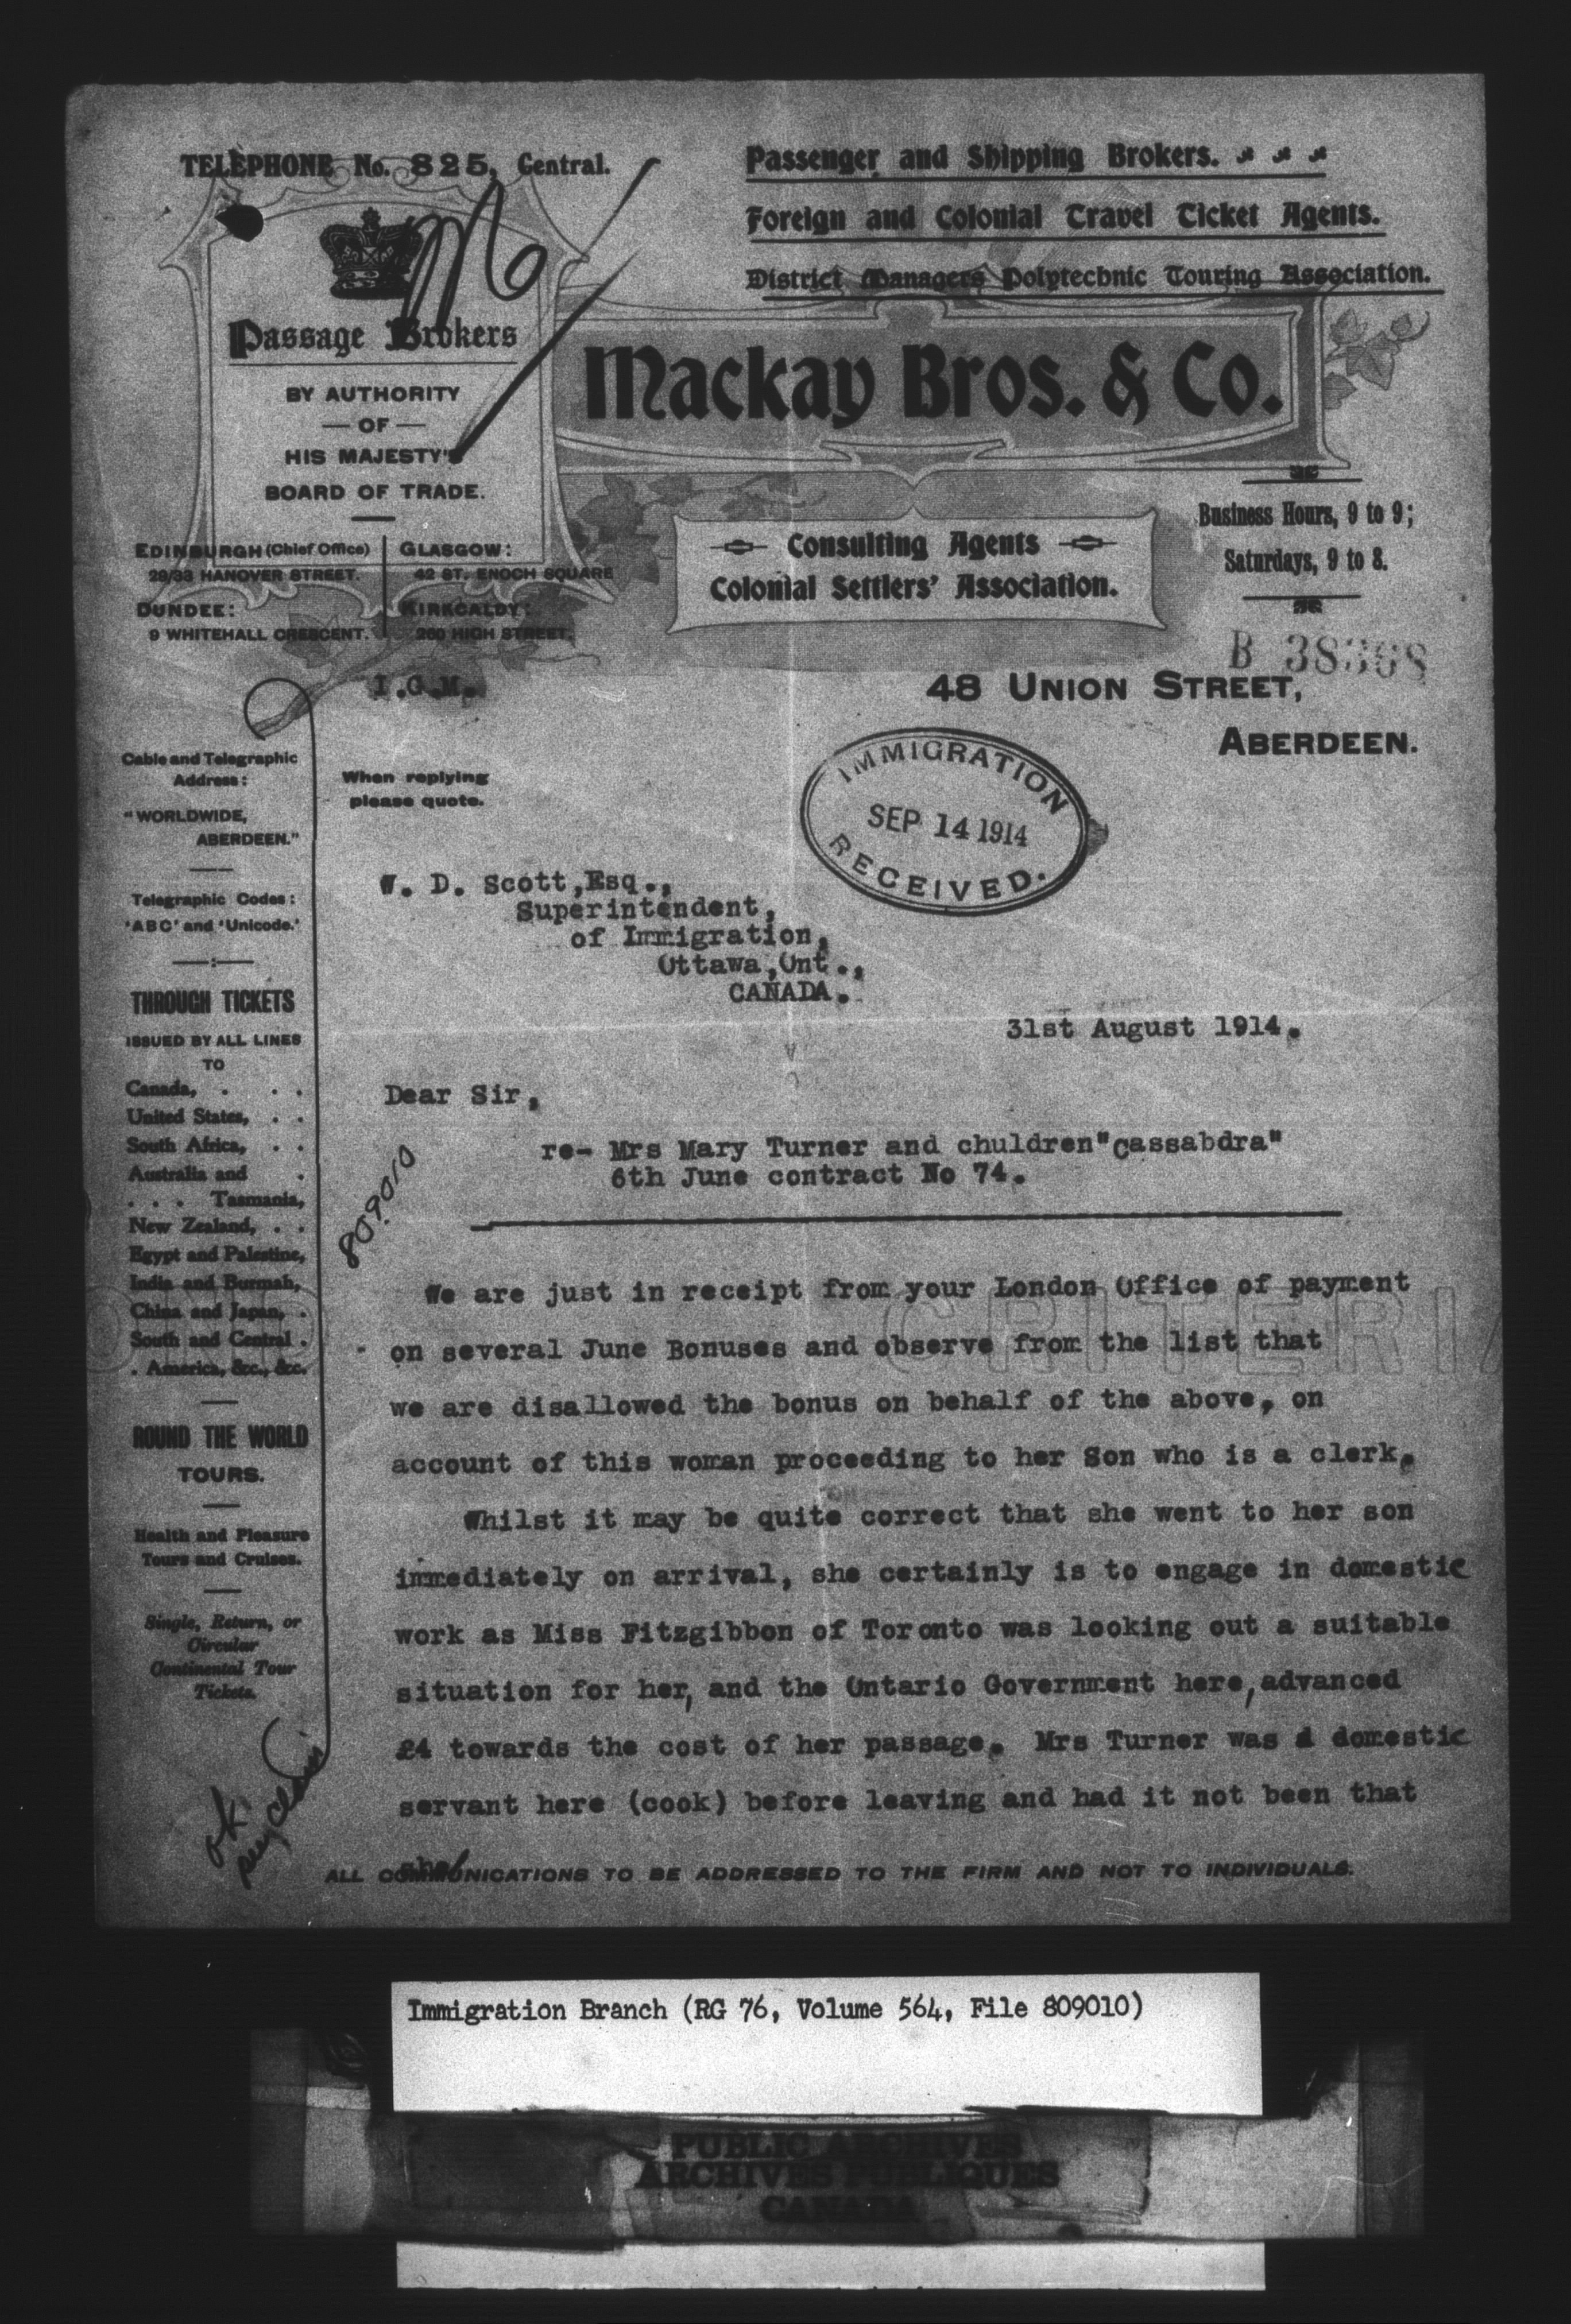 TELEPHONE No. 825, Central.
Passenger and Shipping Brokers.
Foreign and Colonial Travel Ticket Agents.
District Managers Polytechnic Touring Association.
M
Passage Brokers
BY AUTHORITY
— OF —
HIS MAJESTY'S
BOARD OF TRADE.
Mackay Bros. & Co.
EDINBURGH (Chief Office)
29/33 HANOVER STREET.
GLASGOW:
42 ST. ENOCH SQUARE
DUNDEE:
9 WHITEHALL CRESCENT.
KIRKCALDY:
260 HIGH STREET.
Consulting Agents
Colonial Settlers' Association.
Business Hours, 9 to 9;
Saturdays, 9 to 8.
B 38368
I.G.M.
48 UNION STREET,
ABERDEEN.
Cable and Telegraphic
Address:
"WORLDWIDE,
ABERDEEN."
Telegraphic Codes:
'ABC' and 'Unicode.'
THROUGH TICKETS
ISSUED BY ALL LINES
TO
Canada, . . .
United States, . .
South Africa, . .
Australia and .
. . . Tasmania,
New Zealand, . .
Egypt and Palestine,
India and Burmah,
China and Japan, .
South and Central .
. America, &c., &c.
ROUND THE WORLD
TOURS.
Health and Pleasure
Tours and Cruises.
Single, Return, or
Circular
Continental Tour
Tickets.
When replying
please quote.
IMMIGRATION
SEP 14 1914
RECEIVED.
W. D. Scott,Esq.,
Superintendent,
of Immigration,
Ottawa,Ont.,
CANADA.
31st August 1914.
Dear Sir,
re- Mrs Mary Turner and chuldren"Cassabdra"
6th June contract No 74.
809010
We are just in receipt from your London Office of payment
on several June Bonuses and observe from the list that
we are disallowed the bonus on behalf of the above, on
account of this woman proceeding to her Son who is a clerk.
Whilst it may be quite correct that she went to her son
immediately on arrival, she certainly is to engage in domestic
work as Miss Fitzgibbon of Toronto was looking out a suitable
situation for her, and the Ontario Government here,advanced
£4 towards the cost of her passage. Mrs Turner was a domestic
servant here (cook) before leaving and had it not been that
she/
ok
CRITERIA
ALL COMMUNICATIONS TO BE ADDRESSED TO THE FIRM AND NOT TO INDIVIDUALS.
Immigration Branch (RG 76, Volume 564, File 809010)
PUBLIC ARCHIVES
ARCHIVES PUBLIQUES
CANADA